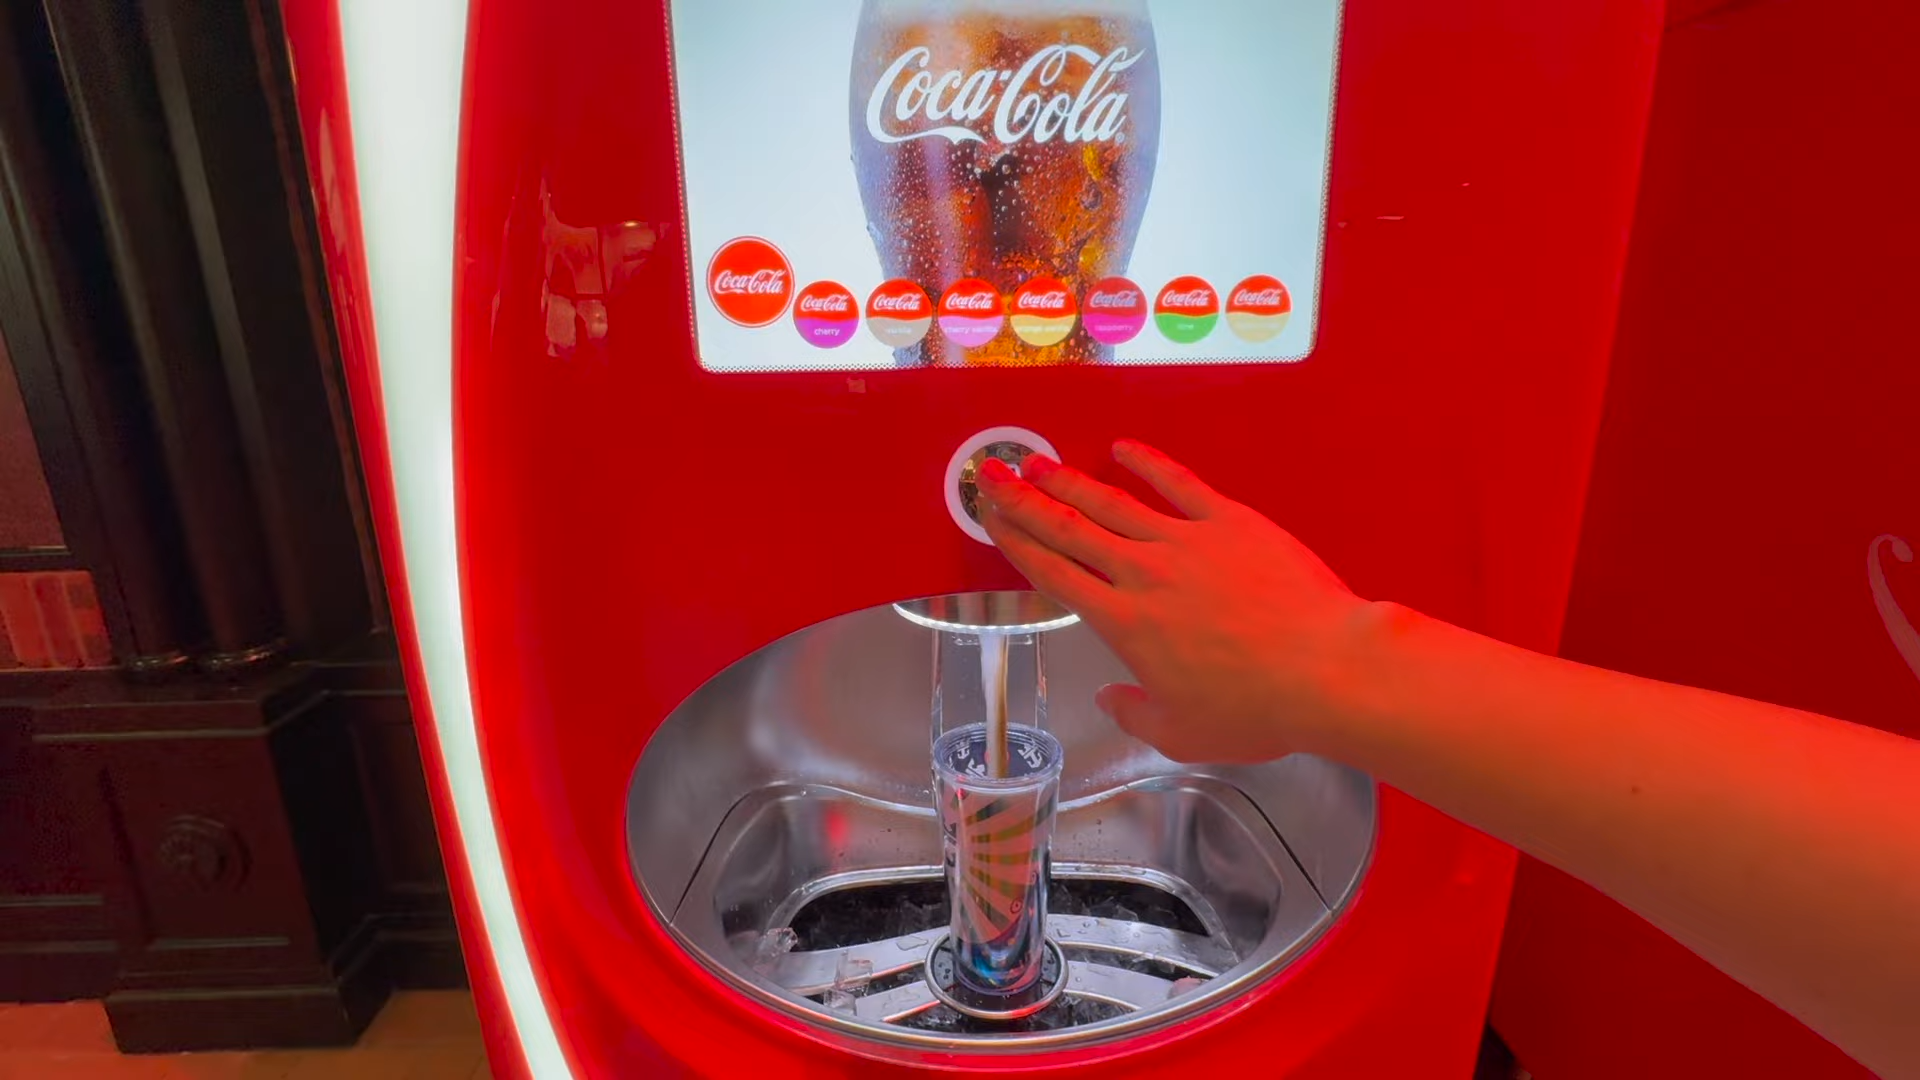 Coca-Cola
Coca-Cola
Coca-Cola
cherry
Coca-Cola
vanilla
Coca-Cola
cherry vanilla
Coca-Cola
orange vanilla
Coca-Cola
raspberry
Coca-Cola
lime
Coca-Cola